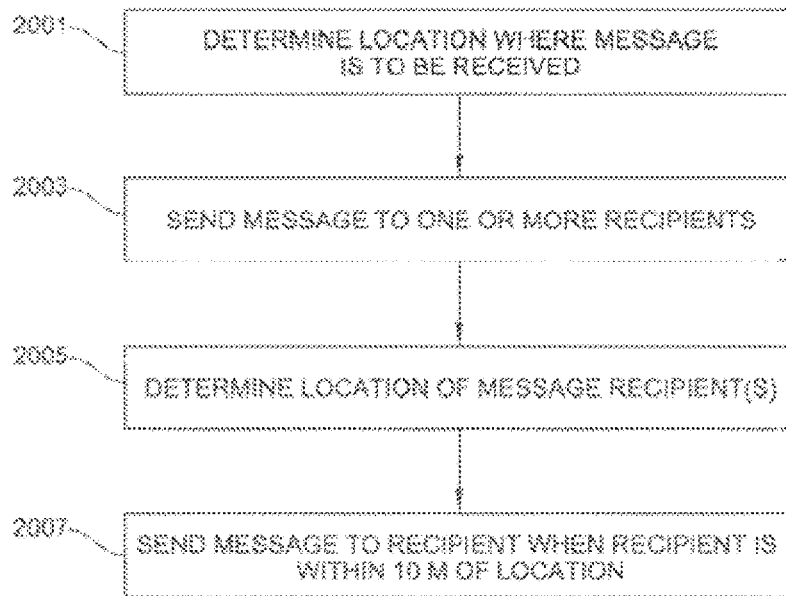 2001
DETERMINE LOCATION WHERE MESSAGE
IS TO BE RECEIVED
2003
SEND MESSAGE TO ONE OR MORE RECIPIENTS
2005
DETERMINE LOCATION OF MESSAGE RECIPIENT(S)
2007
SEND MESSAGE TO RECIPIENT WHEN RECIPIENT IS
WITHIN 10 M OF LOCATION